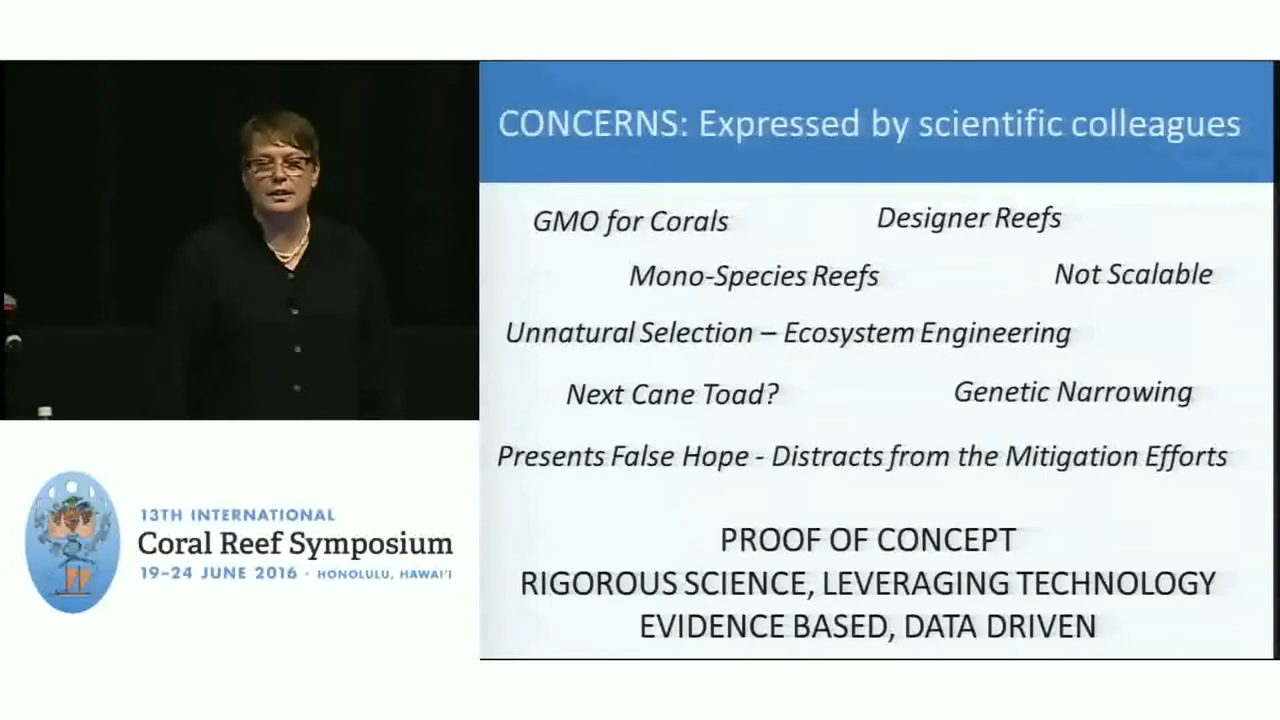 CONCERNS: Expressed by scientific colleagues
GMO for Corals
Designer Reefs
Mono-Species Reefs
Not Scalable
Unnatural Selection – Ecosystem Engineering
Next Cane Toad?
Genetic Narrowing
Presents False Hope - Distracts from the Mitigation Efforts
PROOF OF CONCEPT
RIGOROUS SCIENCE, LEVERAGING TECHNOLOGY
EVIDENCE BASED, DATA DRIVEN
13TH INTERNATIONAL
Coral Reef Symposium
19–24 JUNE 2016 · HONOLULU, HAWAI'I